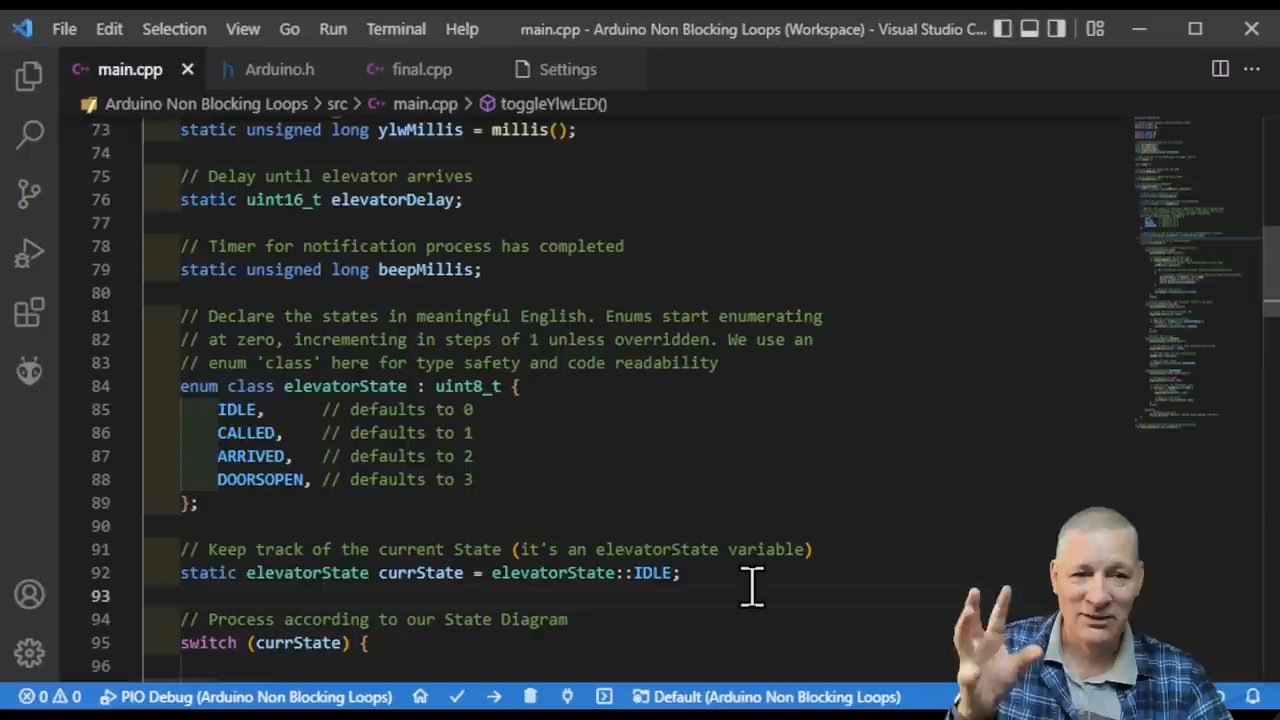 File Edit Selection View Go Run Terminal Help main.cpp - Arduino Non Blocking Loops (Workspace) - Visual Studio C...
main.cpp Arduino.h final.cpp Settings
Arduino Non Blocking Loops > src > main.cpp > toggleYlwLED()
73 static unsigned long ylwMillis = millis();
74
75 // Delay until elevator arrives
76 static uint16_t elevatorDelay;
77
78 // Timer for notification process has completed
79 static unsigned long beepMillis;
80
81 // Declare the states in meaningful English. Enums start enumerating
82 // at zero, incrementing in steps of 1 unless overridden. We use an
83 // enum 'class' here for type safety and code readability
84 enum class elevatorState : uint8_t {
85 IDLE, // defaults to 0
86 CALLED, // defaults to 1
87 ARRIVED, // defaults to 2
88 DOORSOPEN, // defaults to 3
89 };
90
91 // Keep track of the current State (it's an elevatorState variable)
92 static elevatorState currState = elevatorState::IDLE;
93
94 // Process according to our State Diagram
95 switch (currState) {
96
0 0 PIO Debug (Arduino Non Blocking Loops) Default (Arduino Non Blocking Loops)